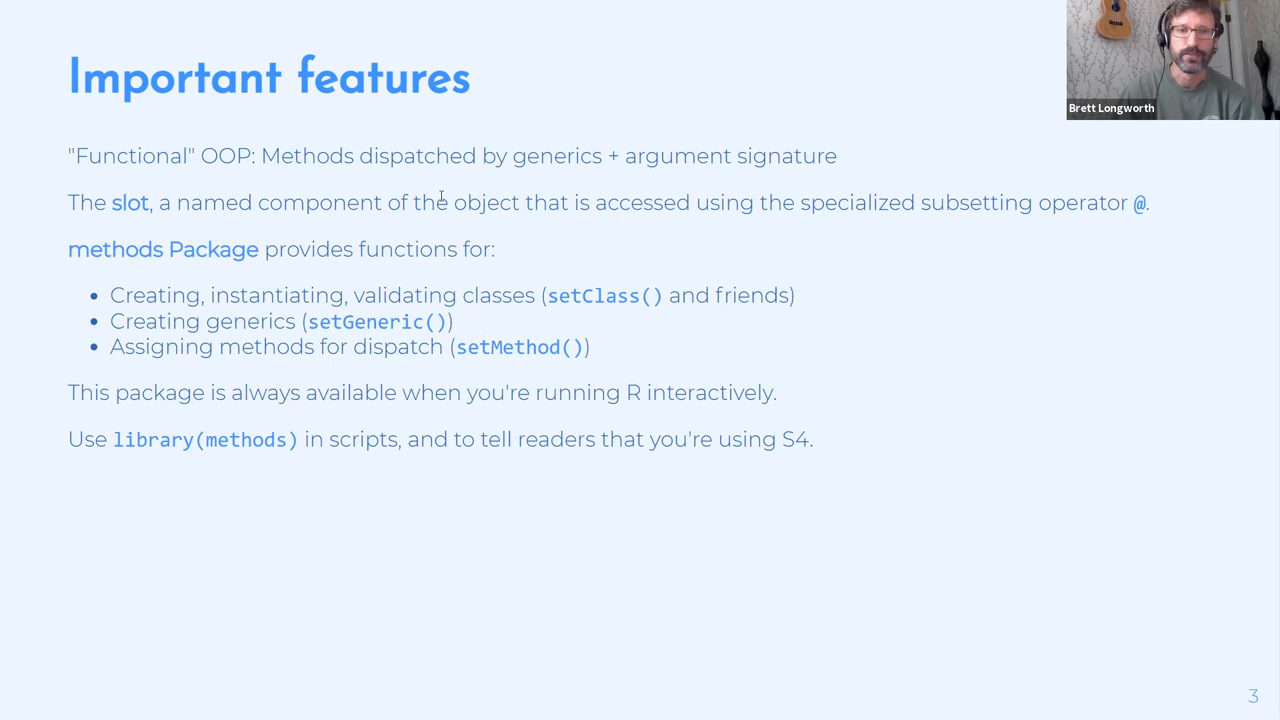 Important features
Brett Longworth
"Functional" OOP: Methods dispatched by generics + argument signature
The slot, a named component of the object that is accessed using the specialized subsetting operator @.
methods Package provides functions for:
Creating, instantiating, validating classes (setClass() and friends)
Creating generics (setGeneric())
Assigning methods for dispatch (setMethod())
This package is always available when you're running R interactively.
Use library(methods) in scripts, and to tell readers that you're using S4.
3